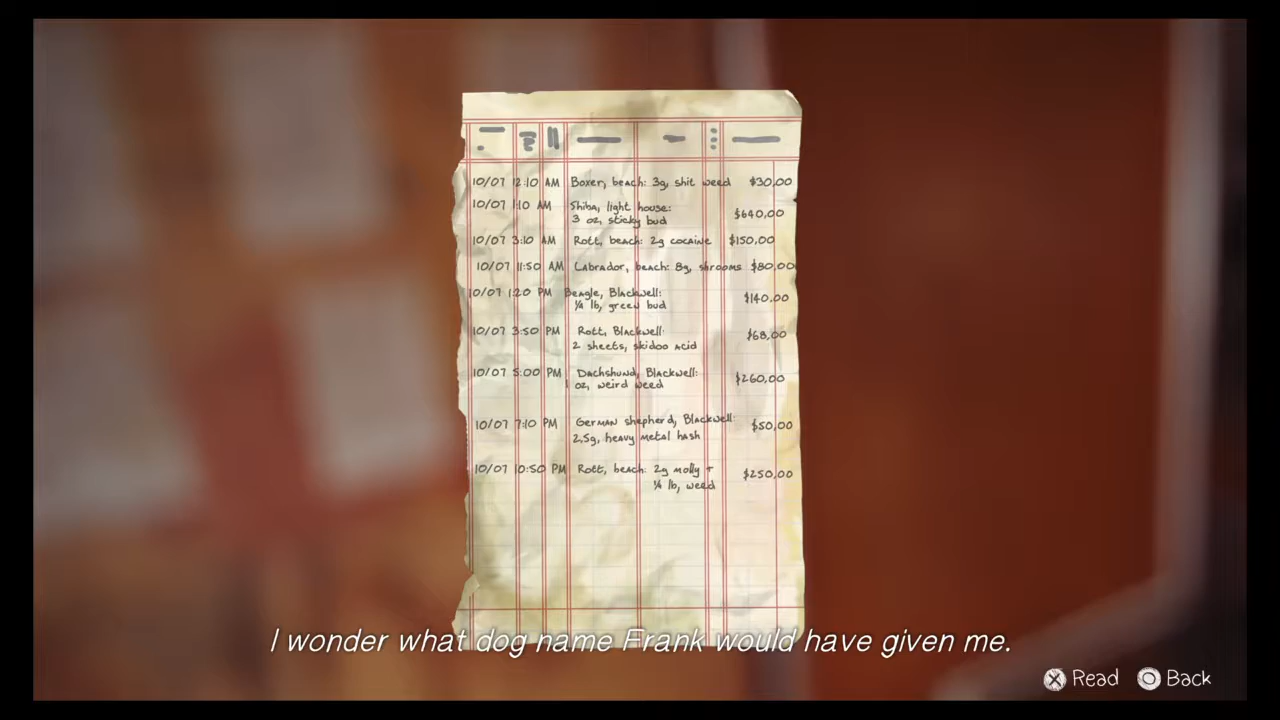 10/07 12:10 AM Boxer, beach: 3g, shit weed $30,00
10/07 1:10 AM Shiba, light house:
3 oz, sticky bud $640,00
10/07 3:10 AM Rott, beach: 2g cocaine $150,00
10/07 11:50 AM Labrador, beach: 8g, shrooms $80,00
10/07 1:20 PM Beagle, Blackwell:
¼ lb, green bud $140,00
10/07 3:50 PM Rott, Blackwell:
2 sheets, skidoo acid $68,00
10/07 5:00 PM Dachshund, Blackwell:
1 oz, weird weed $260,00
10/07 7:10 PM German shepherd, Blackwell:
2.5g, heavy metal hash $50,00
10/07 10:50 PM Rott, beach: 2g molly +
¼ lb, weed $250,00
I wonder what dog name Frank would have given me.
Read Back